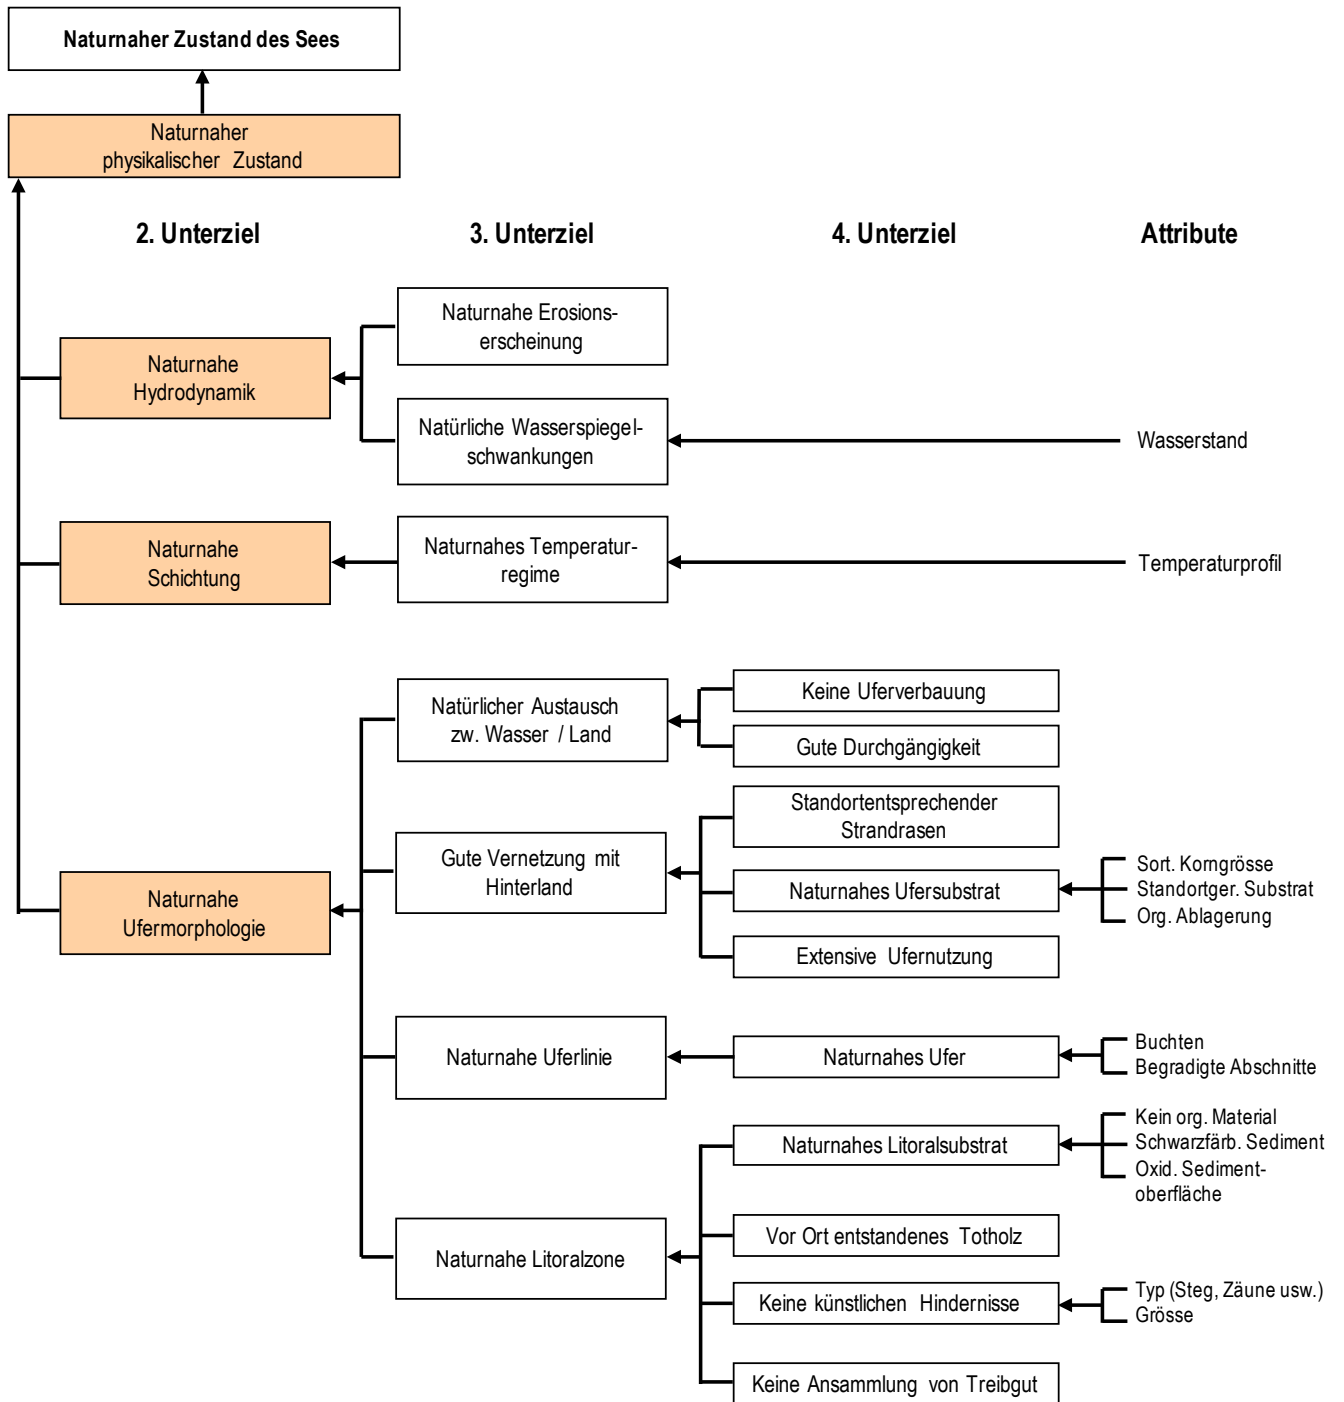 Naturnaher Zustand des Sees
Naturnaher
physikalischer Zustand
2. Unterziel
3. Unterziel
4. Unterziel
Attribute
Naturnahe
Hydrodynamik
Naturnahe Erosions-
erscheinung
Natürliche Wasserspiegel-
schwankungen
Wasserstand
Naturnahe
Schichtung
Naturnahes Temperatur-
regime
Temperaturprofil
Naturnahe
Ufermorphologie
Natürlicher Austausch
zw. Wasser / Land
Keine Uferverbauung
Gute Durchgängigkeit
Gute Vernetzung mit
Hinterland
Standortentsprechender
Strandrasen
Naturnahes Ufersubstrat
Sort. Korngrösse
Standortger. Substrat
Org. Ablagerung
Extensive Ufernutzung
Naturnahe Uferlinie
Naturnahes Ufer
Buchten
Begradigte Abschnitte
Naturnahe Litoralzone
Naturnahes Litoralsubstrat
Kein org. Material
Schwarzfärb. Sediment
Oxid. Sediment-
oberfläche
Vor Ort entstandenes Totholz
Keine künstlichen Hindernisse
Typ (Steg, Zäune usw.)
Grösse
Keine Ansammlung von Treibgut